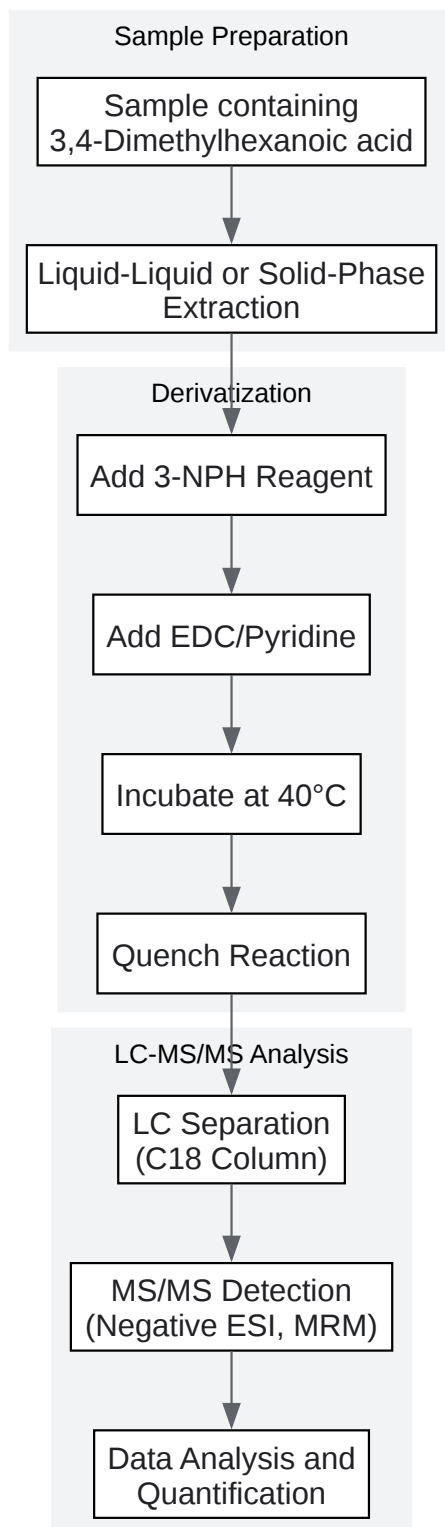 Sample Preparation
Sample containing
3,4-Dimethylhexanoic acid
Liquid-Liquid or Solid-Phase
Extraction
Derivatization
Add 3-NPH Reagent
Add EDC/Pyridine
Incubate at 40°C
Quench Reaction
LC-MS/MS Analysis
LC Separation
(C18 Column)
MS/MS Detection
(Negative ESI, MRM)
Data Analysis and
Quantification